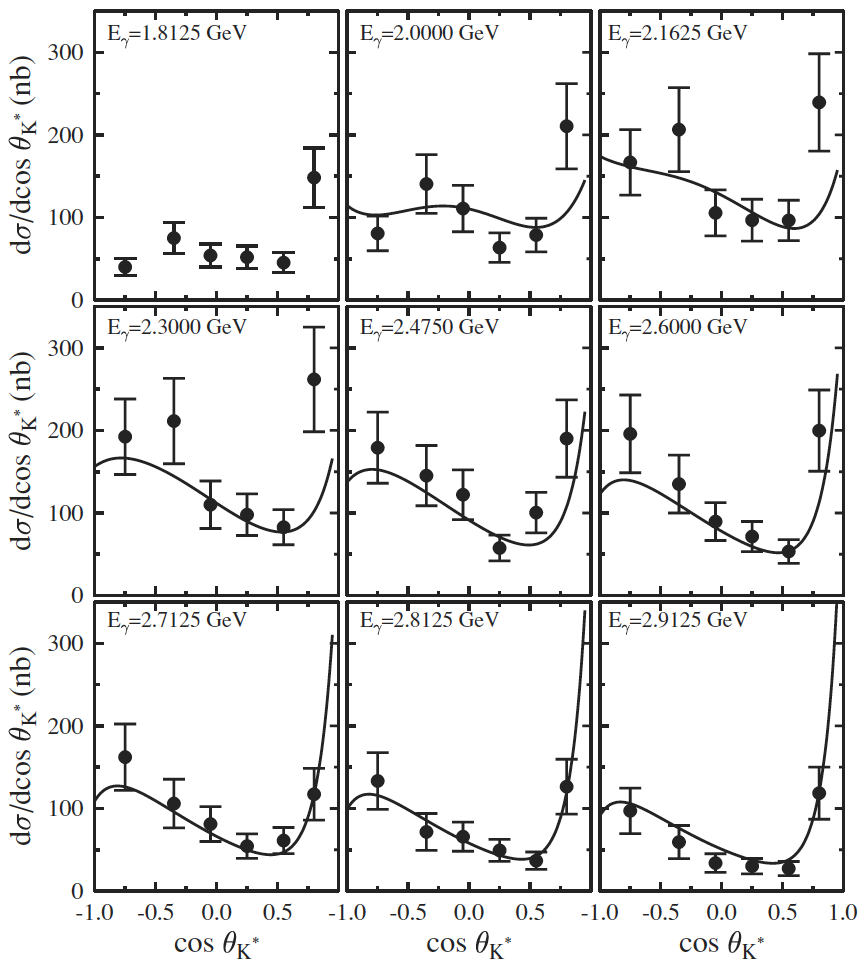 E_γ=1.8125 GeV E_γ=2.0000 GeV E_γ=2.1625 GeV
300
200
100
0
dσ/dcos θ_K* (nb)
E_γ=2.3000 GeV E_γ=2.4750 GeV E_γ=2.6000 GeV
300
200
100
0
dσ/dcos θ_K* (nb)
E_γ=2.7125 GeV E_γ=2.8125 GeV E_γ=2.9125 GeV
300
200
100
0
dσ/dcos θ_K* (nb)
-1.0 -0.5 0.0 0.5 -1.0 -0.5 0.0 0.5 -1.0 -0.5 0.0 0.5 1.0
cos θ_K* cos θ_K* cos θ_K*